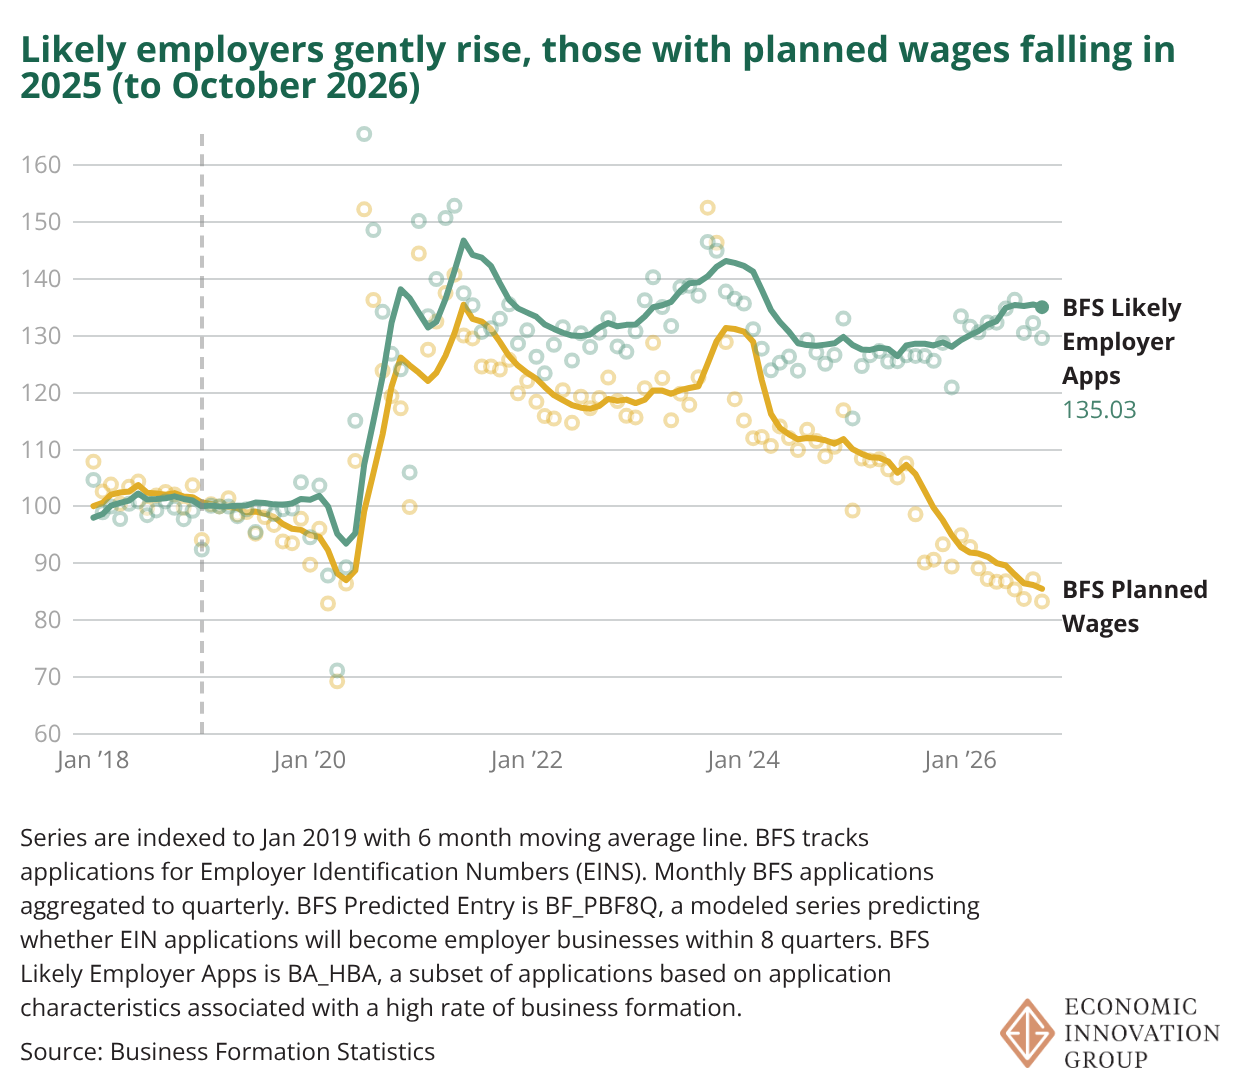 Likely employers gently rise, those with planned wages falling in
2025 (to October 2026)
160
150
140
130
120
110
100
90
80
70
60
Jan ’18
Jan ’20
Jan ’22
Jan ’24
Jan ’26
BFS Likely
Employer
Apps
135.03
BFS Planned
Wages
Series are indexed to Jan 2019 with 6 month moving average line. BFS tracks
applications for Employer Identification Numbers (EINS). Monthly BFS applications
aggregated to quarterly. BFS Predicted Entry is BF_PBF8Q, a modeled series predicting
whether EIN applications will become employer businesses within 8 quarters. BFS
Likely Employer Apps is BA_HBA, a subset of applications based on application
characteristics associated with a high rate of business formation.
Source: Business Formation Statistics
ECONOMIC
INNOVATION
GROUP